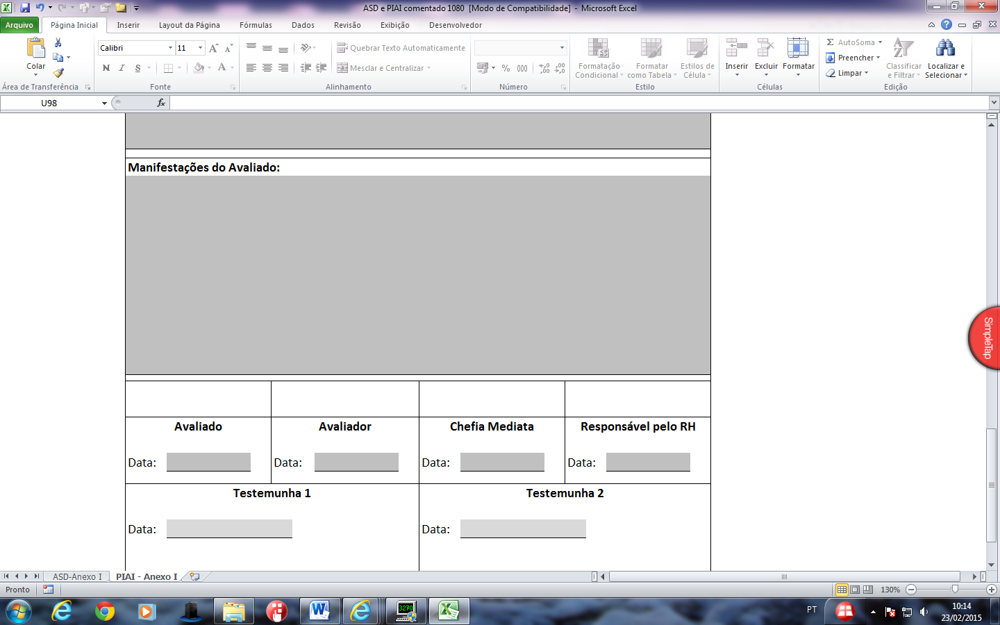 ASD e PIAI comentado 1080  [Modo de Compatibilidade]  -  Microsoft Excel
Arquivo Página Inicial Inserir Layout da Página Fórmulas Dados Revisão Exibição Desenvolvedor
Colar
Área de Transferência
Calibri 11
N I S A
Fonte
Quebrar Texto Automaticamente
Mesclar e Centralizar
Alinhamento
% 000
Número
Formatação Condicional
Formatar como Tabela
Estilos de Célula
Estilo
Inserir Excluir Formatar
Células
Σ AutoSoma
Preencher
Limpar
Classificar e Filtrar
Localizar e Selecionar
Edição
U98 fx
Manifestações do Avaliado:
Avaliado Avaliador Chefia Mediata Responsável pelo RH
Data: Data: Data: Data:
Testemunha 1 Testemunha 2
Data: Data:
SimpleTap
ASD-Anexo I PIAI - Anexo I
Pronto 130%
3270
PT 10:14
23/02/2015